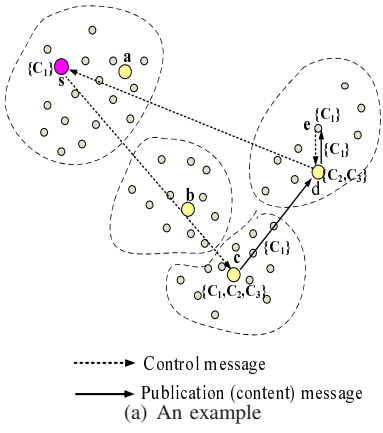 a
{C1}
s
e {C1}
{C1}
{C2,C3}
d
b
{C1}
c
{C1,C2,C3}
Control message
Publication (content) message
(a) An example